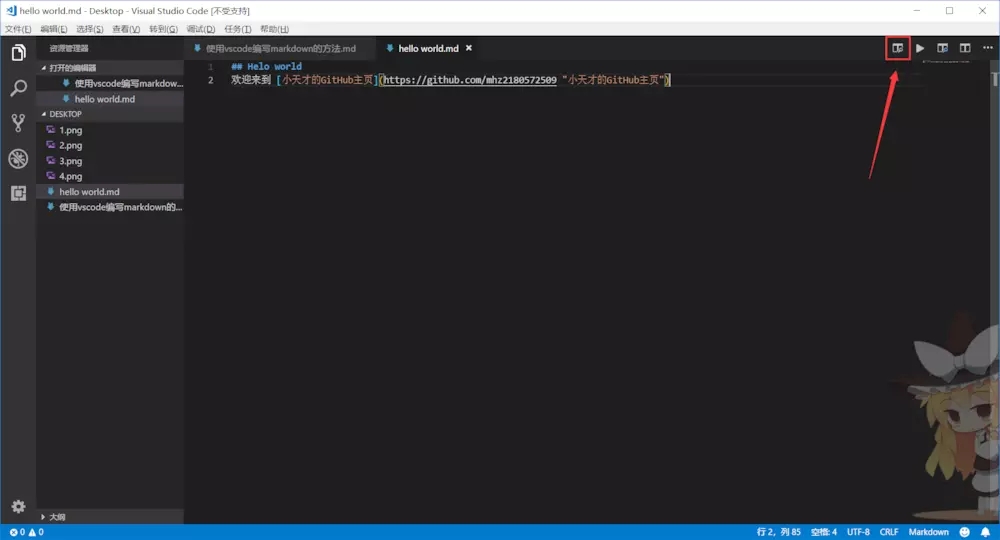 hello world.md - Desktop - Visual Studio Code [不受支持]
文件(F) 编辑(E) 选择(S) 查看(V) 转到(G) 调试(D) 任务(T) 帮助(H)
资源管理器
使用vscode编写markdown的方法.md
hello world.md
打开的编辑器
使用vscode编写markdow...
hello world.md
DESKTOP
1.png
2.png
3.png
4.png
hello world.md
使用vscode编写markdown的...
大纲
1 ## Helo world
2 欢迎来到 [小天才的GitHub主页](https://github.com/mhz2180572509 "小天才的GitHub主页")
0 0
行 2，列 85 空格: 4 UTF-8 CRLF Markdown